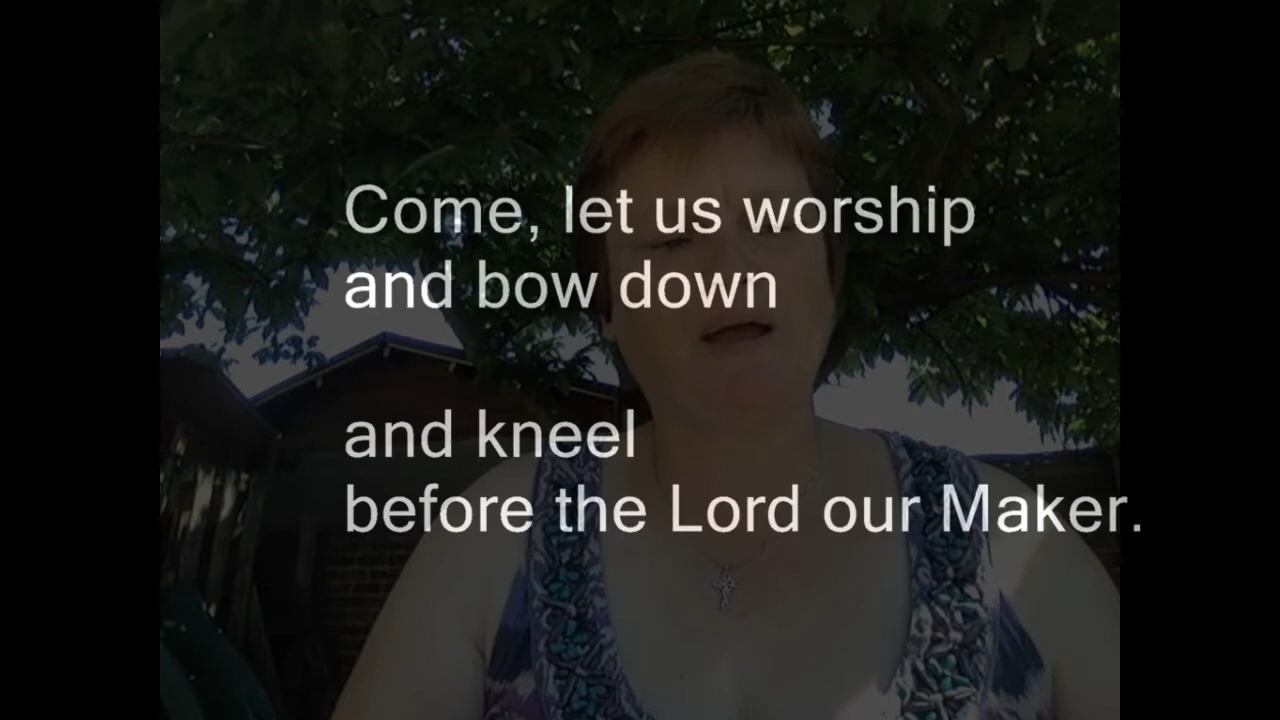 Come, let us worship
and bow down
and kneel
before the Lord our Maker.